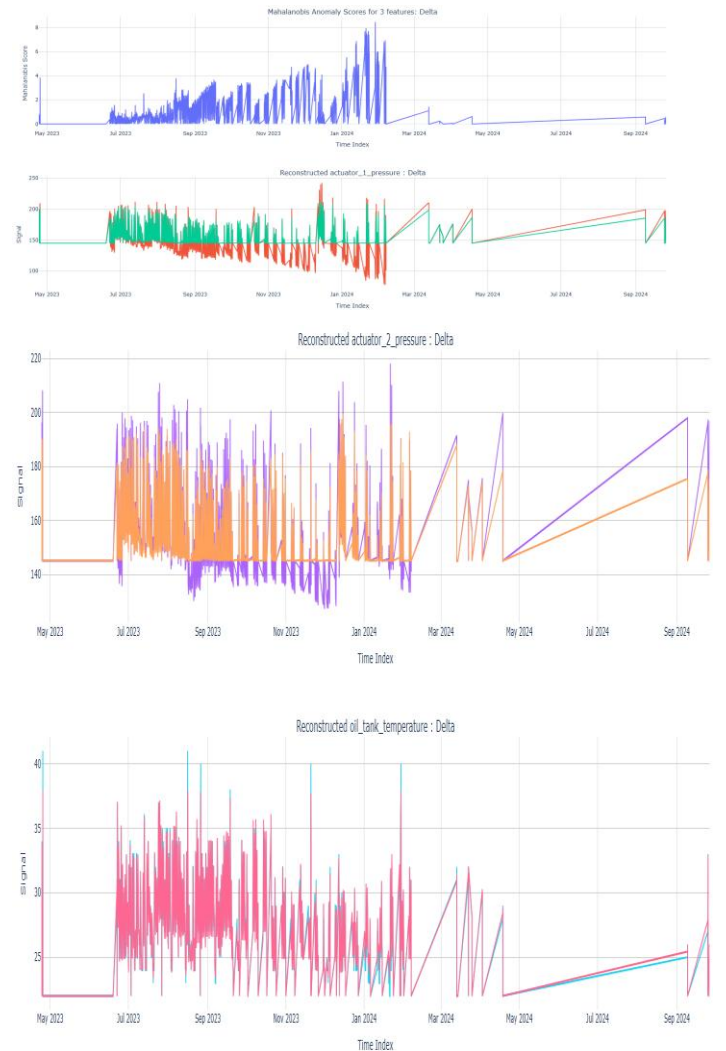 Mahalanobis Anomaly Scores for 3 features: Delta
Mahalanobis Score
8
6
4
2
0
May 2023 Jul 2023 Sep 2023 Nov 2023 Jan 2024 Mar 2024 May 2024 Jul 2024 Sep 2024
Time Index
Reconstructed actuator_1_pressure : Delta
Signal
250
200
150
100
May 2023 Jul 2023 Sep 2023 Nov 2023 Jan 2024 Mar 2024 May 2024 Jul 2024 Sep 2024
Time Index
Reconstructed actuator_2_pressure : Delta
Signal
220
200
180
160
140
May 2023 Jul 2023 Sep 2023 Nov 2023 Jan 2024 Mar 2024 May 2024 Jul 2024 Sep 2024
Time Index
Reconstructed oil_tank_temperature : Delta
Signal
40
35
30
25
May 2023 Jul 2023 Sep 2023 Nov 2023 Jan 2024 Mar 2024 May 2024 Jul 2024 Sep 2024
Time Index